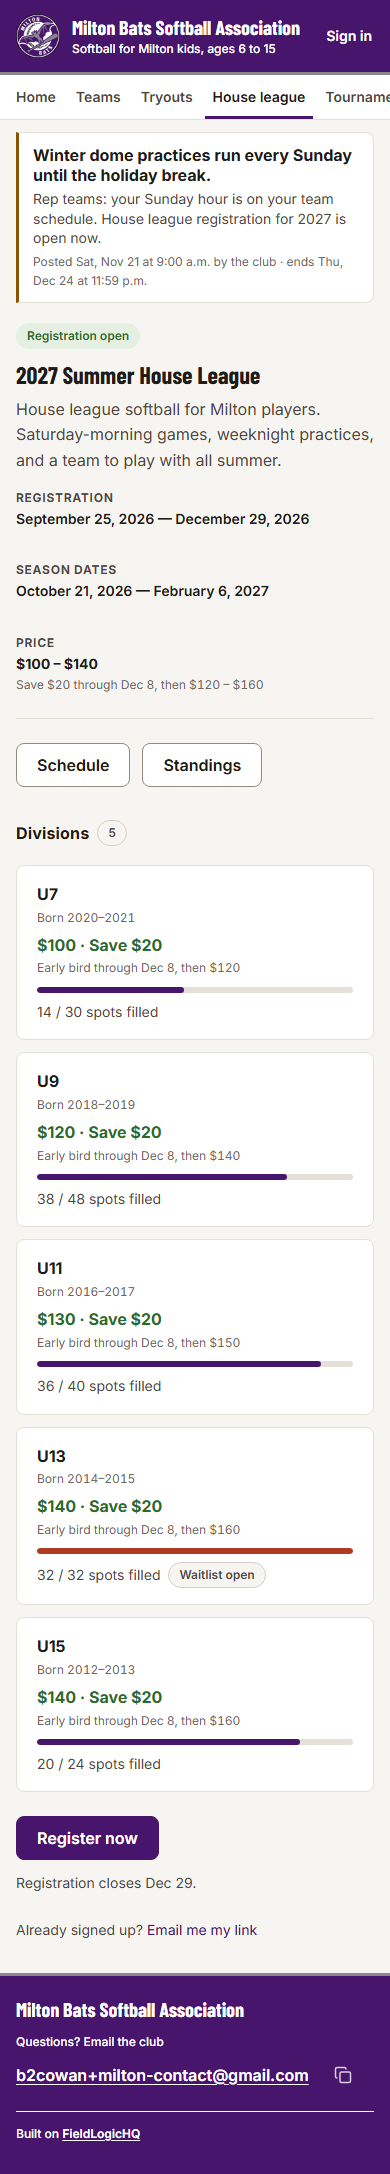 MILTON
BATS
Milton Bats Softball Association
Softball for Milton kids, ages 6 to 15
Sign in
Home Teams Tryouts House league Tourname
Winter dome practices run every Sunday
until the holiday break.
Rep teams: your Sunday hour is on your team
schedule. House league registration for 2027 is
open now.
Posted Sat, Nov 21 at 9:00 a.m. by the club · ends Thu,
Dec 24 at 11:59 p.m.
Registration open
2027 Summer House League
House league softball for Milton players.
Saturday-morning games, weeknight practices,
and a team to play with all summer.
REGISTRATION
September 25, 2026 — December 29, 2026
SEASON DATES
October 21, 2026 — February 6, 2027
PRICE
$100 – $140
Save $20 through Dec 8, then $120 – $160
Schedule Standings
Divisions 5
U7
Born 2020–2021
$100 · Save $20
Early bird through Dec 8, then $120
14 / 30 spots filled
U9
Born 2018–2019
$120 · Save $20
Early bird through Dec 8, then $140
38 / 48 spots filled
U11
Born 2016–2017
$130 · Save $20
Early bird through Dec 8, then $150
36 / 40 spots filled
U13
Born 2014–2015
$140 · Save $20
Early bird through Dec 8, then $160
32 / 32 spots filled Waitlist open
U15
Born 2012–2013
$140 · Save $20
Early bird through Dec 8, then $160
20 / 24 spots filled
Register now
Registration closes Dec 29.
Already signed up? Email me my link
Milton Bats Softball Association
Questions? Email the club
b2cowan+milton-contact@gmail.com
Built on FieldLogicHQ